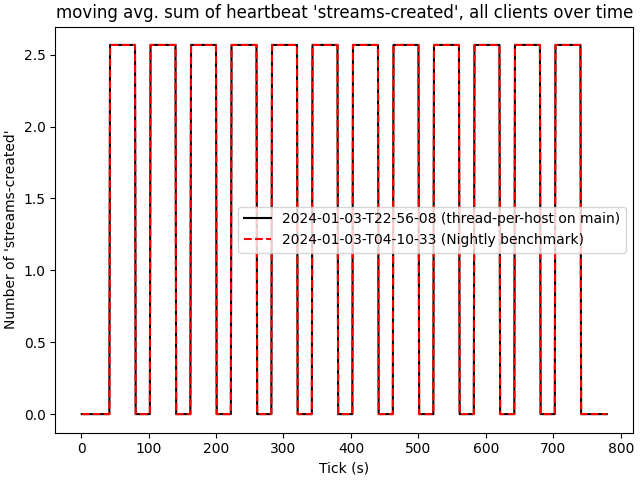 moving avg. sum of heartbeat 'streams-created', all clients over time
Number of 'streams-created'
2.5
2.0
1.5
1.0
0.5
0.0
2024-01-03-T22-56-08 (thread-per-host on main)
2024-01-03-T04-10-33 (Nightly benchmark)
0 100 200 300 400 500 600 700 800
Tick (s)